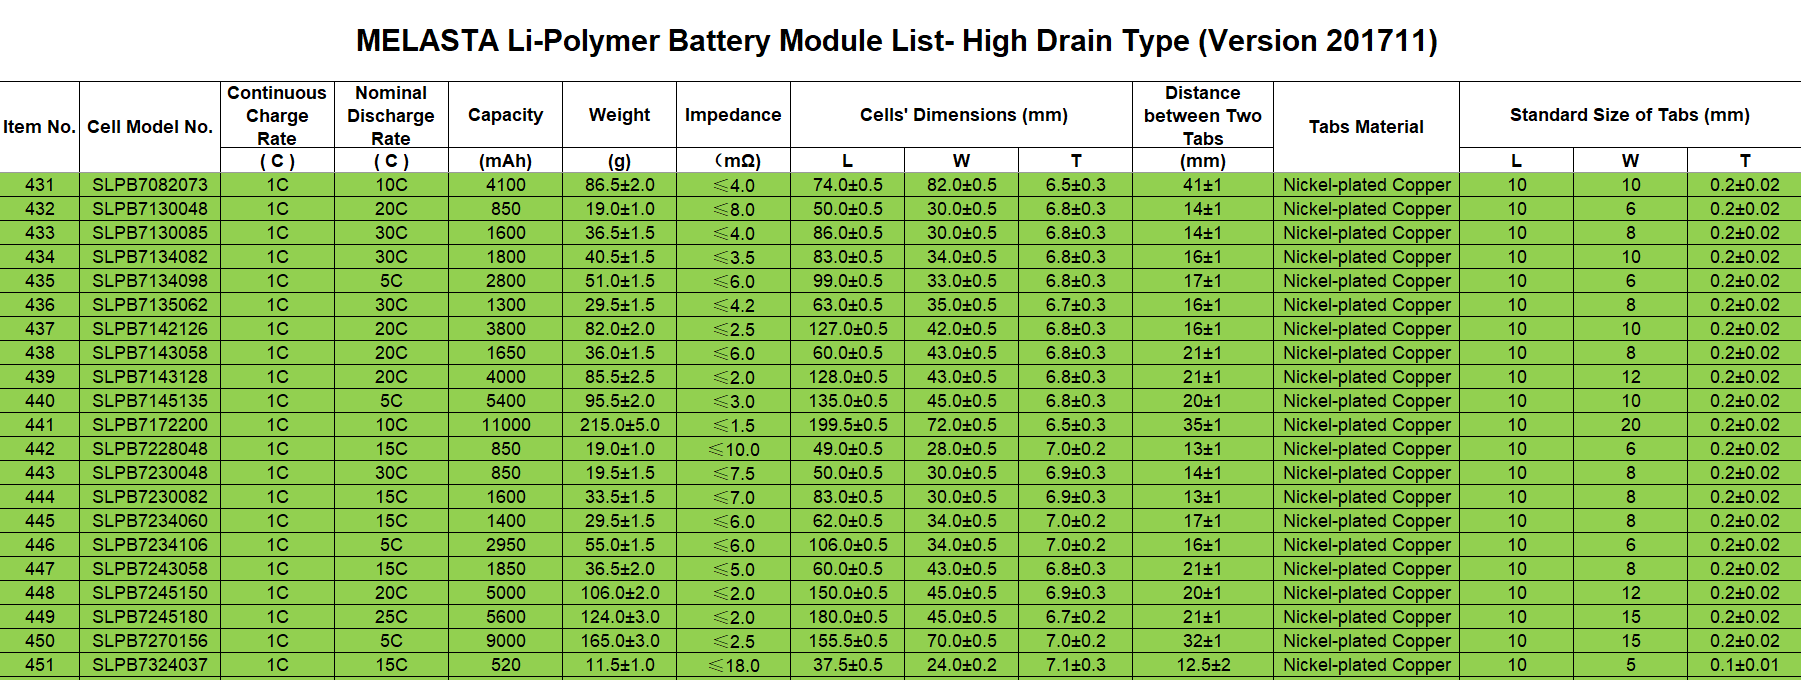 MELASTA Li-Polymer Battery Module List- High Drain Type (Version 201711)
Item No. Cell Model No. Continuous Charge Rate Nominal Discharge Rate Capacity Weight Impedance Cells' Dimensions (mm) Distance between Two Tabs Tabs Material Standard Size of Tabs (mm)
( C ) ( C ) (mAh) (g) （mΩ) L W T (mm) L W T
431 SLPB7082073 1C 10C 4100 86.5±2.0 ≤4.0 74.0±0.5 82.0±0.5 6.5±0.3 41±1 Nickel-plated Copper 10 10 0.2±0.02
432 SLPB7130048 1C 20C 850 19.0±1.0 ≤8.0 50.0±0.5 30.0±0.5 6.8±0.3 14±1 Nickel-plated Copper 10 6 0.2±0.02
433 SLPB7130085 1C 30C 1600 36.5±1.5 ≤4.0 86.0±0.5 30.0±0.5 6.8±0.3 14±1 Nickel-plated Copper 10 8 0.2±0.02
434 SLPB7134082 1C 30C 1800 40.5±1.5 ≤3.5 83.0±0.5 34.0±0.5 6.8±0.3 16±1 Nickel-plated Copper 10 10 0.2±0.02
435 SLPB7134098 1C 5C 2800 51.0±1.5 ≤6.0 99.0±0.5 33.0±0.5 6.8±0.3 17±1 Nickel-plated Copper 10 6 0.2±0.02
436 SLPB7135062 1C 30C 1300 29.5±1.5 ≤4.2 63.0±0.5 35.0±0.5 6.7±0.3 16±1 Nickel-plated Copper 10 8 0.2±0.02
437 SLPB7142126 1C 20C 3800 82.0±2.0 ≤2.5 127.0±0.5 42.0±0.5 6.8±0.3 16±1 Nickel-plated Copper 10 10 0.2±0.02
438 SLPB7143058 1C 20C 1650 36.0±1.5 ≤6.0 60.0±0.5 43.0±0.5 6.8±0.3 21±1 Nickel-plated Copper 10 8 0.2±0.02
439 SLPB7143128 1C 20C 4000 85.5±2.5 ≤2.0 128.0±0.5 43.0±0.5 6.8±0.3 21±1 Nickel-plated Copper 10 12 0.2±0.02
440 SLPB7145135 1C 5C 5400 95.5±2.0 ≤3.0 135.0±0.5 45.0±0.5 6.8±0.3 20±1 Nickel-plated Copper 10 10 0.2±0.02
441 SLPB7172200 1C 10C 11000 215.0±5.0 ≤1.5 199.5±0.5 72.0±0.5 6.5±0.3 35±1 Nickel-plated Copper 10 20 0.2±0.02
442 SLPB7228048 1C 15C 850 19.0±1.0 ≤10.0 49.0±0.5 28.0±0.5 7.0±0.2 13±1 Nickel-plated Copper 10 6 0.2±0.02
443 SLPB7230048 1C 30C 850 19.5±1.5 ≤7.5 50.0±0.5 30.0±0.5 6.9±0.3 14±1 Nickel-plated Copper 10 8 0.2±0.02
444 SLPB7230082 1C 15C 1600 33.5±1.5 ≤7.0 83.0±0.5 30.0±0.5 6.9±0.3 13±1 Nickel-plated Copper 10 8 0.2±0.02
445 SLPB7234060 1C 15C 1400 29.5±1.5 ≤6.0 62.0±0.5 34.0±0.5 7.0±0.2 17±1 Nickel-plated Copper 10 8 0.2±0.02
446 SLPB7234106 1C 5C 2950 55.0±1.5 ≤6.0 106.0±0.5 34.0±0.5 7.0±0.2 16±1 Nickel-plated Copper 10 6 0.2±0.02
447 SLPB7243058 1C 15C 1850 36.5±2.0 ≤5.0 60.0±0.5 43.0±0.5 6.8±0.3 21±1 Nickel-plated Copper 10 8 0.2±0.02
448 SLPB7245150 1C 20C 5000 106.0±2.0 ≤2.0 150.0±0.5 45.0±0.5 6.9±0.3 20±1 Nickel-plated Copper 10 12 0.2±0.02
449 SLPB7245180 1C 25C 5600 124.0±3.0 ≤2.0 180.0±0.5 45.0±0.5 6.7±0.2 21±1 Nickel-plated Copper 10 15 0.2±0.02
450 SLPB7270156 1C 5C 9000 165.0±3.0 ≤2.5 155.5±0.5 70.0±0.5 7.0±0.2 32±1 Nickel-plated Copper 10 15 0.2±0.02
451 SLPB7324037 1C 15C 520 11.5±1.0 ≤18.0 37.5±0.5 24.0±0.2 7.1±0.3 12.5±2 Nickel-plated Copper 10 5 0.1±0.01